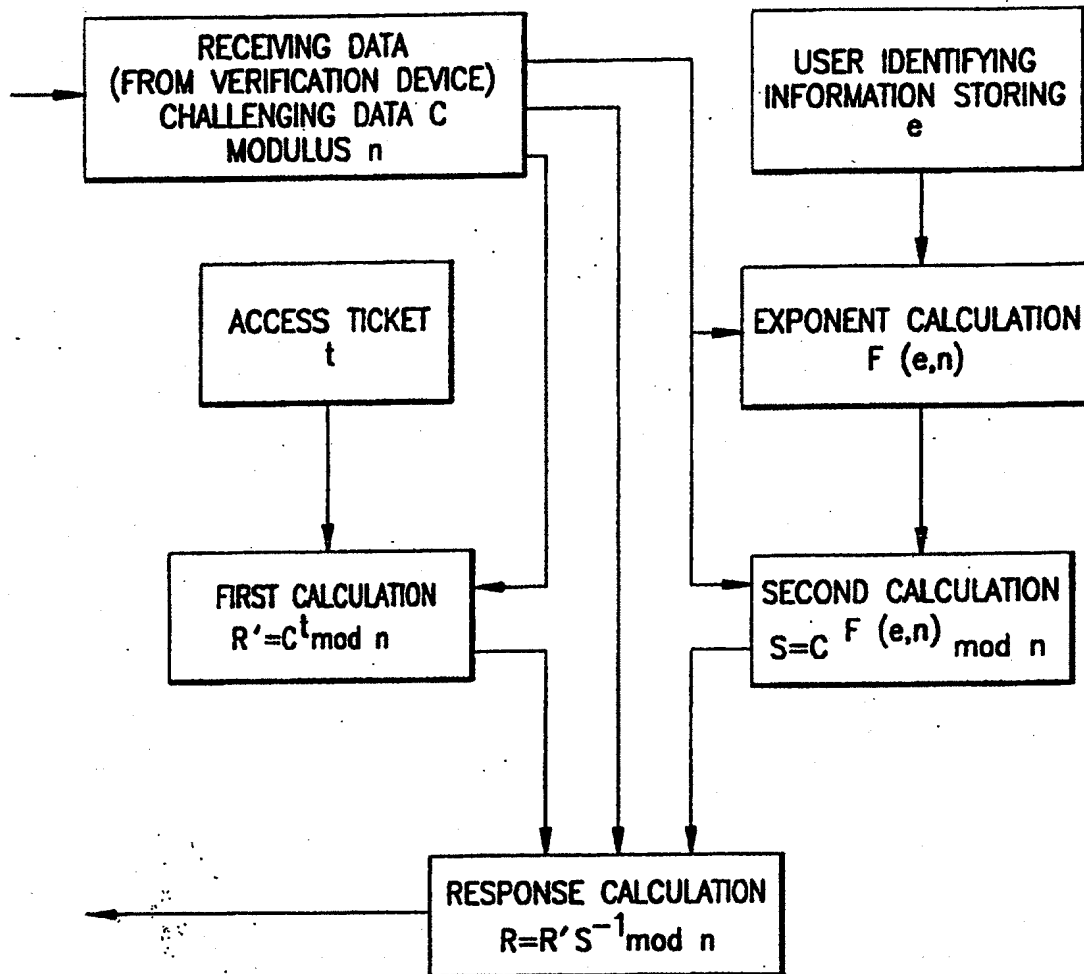 RECEIVING DATA
(FROM VERIFICATION DEVICE)
CHALLENGING DATA C
MODULUS n
USER IDENTIFYING
INFORMATION STORING
e
ACCESS TICKET
t
EXPONENT CALCULATION
F (e,n)
FIRST CALCULATION
R′=C^t mod n
SECOND CALCULATION
S=C^F (e,n) mod n
RESPONSE CALCULATION
R=R′S^−1 mod n